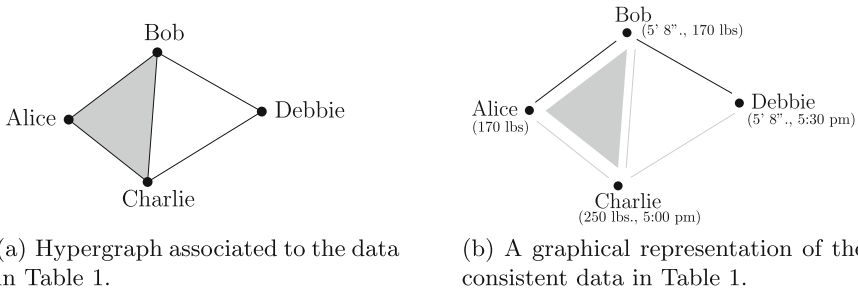 Bob
Alice
Debbie
Charlie
(a) Hypergraph associated to the data
in Table 1.
Bob
(5' 8"., 170 lbs)
Alice
(170 lbs)
Debbie
(5' 8"., 5:30 pm)
Charlie
(250 lbs., 5:00 pm)
(b) A graphical representation of the
consistent data in Table 1.